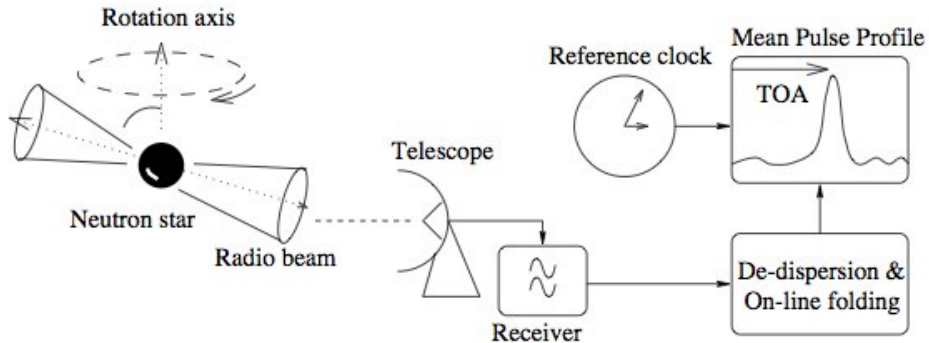 Rotation axis
Neutron star
Radio beam
Telescope
Receiver
Reference clock
Mean Pulse Profile
TOA
De-dispersion &
On-line folding